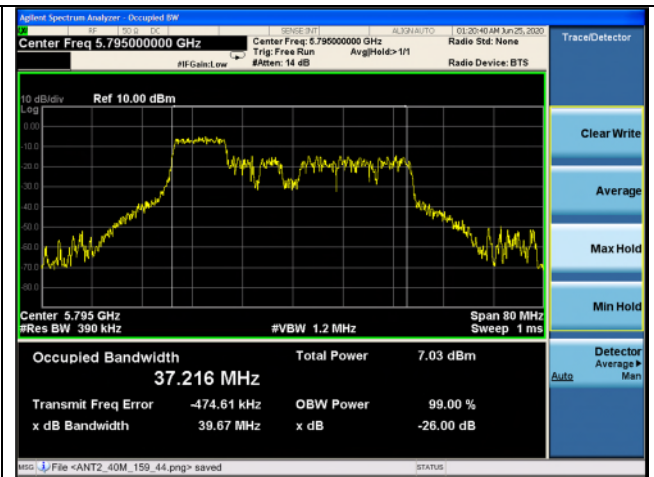 Agilent Spectrum Analyzer - Occupied BW
RF 50 Ω DC SENSE:INT ALIGN AUTO 01:20:40 AM Jun 25, 2020
Center Freq 5.795000000 GHz Center Freq: 5.795000000 GHz Radio Std: None
Trig: Free Run Avg|Hold:> 1/1
#IFGain:Low #Atten: 14 dB Radio Device: BTS
Trace/Detector
10 dB/div Ref 10.00 dBm
Log
0.00
-10.0
-20.0
-30.0
-40.0
-50.0
-60.0
-70.0
-80.0
Clear Write
Average
Max Hold
Min Hold
Detector
Average▶
Auto Man
Center 5.795 GHz Span 80 MHz
#Res BW 390 kHz #VBW 1.2 MHz Sweep 1 ms
Occupied Bandwidth Total Power 7.03 dBm
37.216 MHz
Transmit Freq Error -474.61 kHz OBW Power 99.00 %
x dB Bandwidth 39.67 MHz x dB -26.00 dB
MSG File <ANT2_40M_159_44.png> saved STATUS